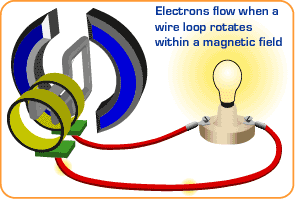 Electrons flow when a
wire loop rotates
within a magnetic field